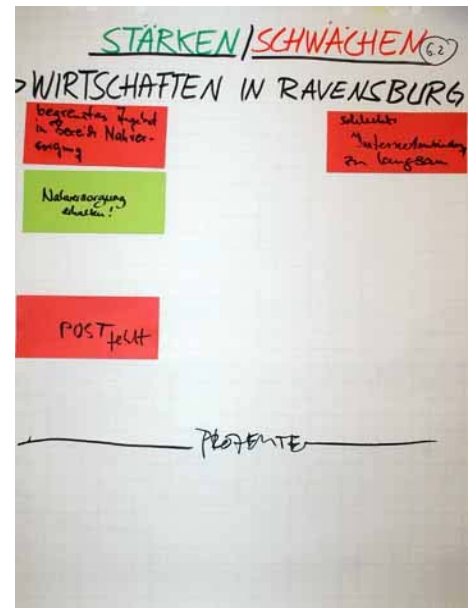 STÄRKEN/SCHWÄCHEN 6.2
>WIRTSCHAFTEN IN RAVENSBURG
begrenztes Angebot
im Bereich Nahver-
sorgung
schlechte
Internetanbindung
zu langsam
Nahversorgung
erhalten!
POST fehlt
PROJEKTE